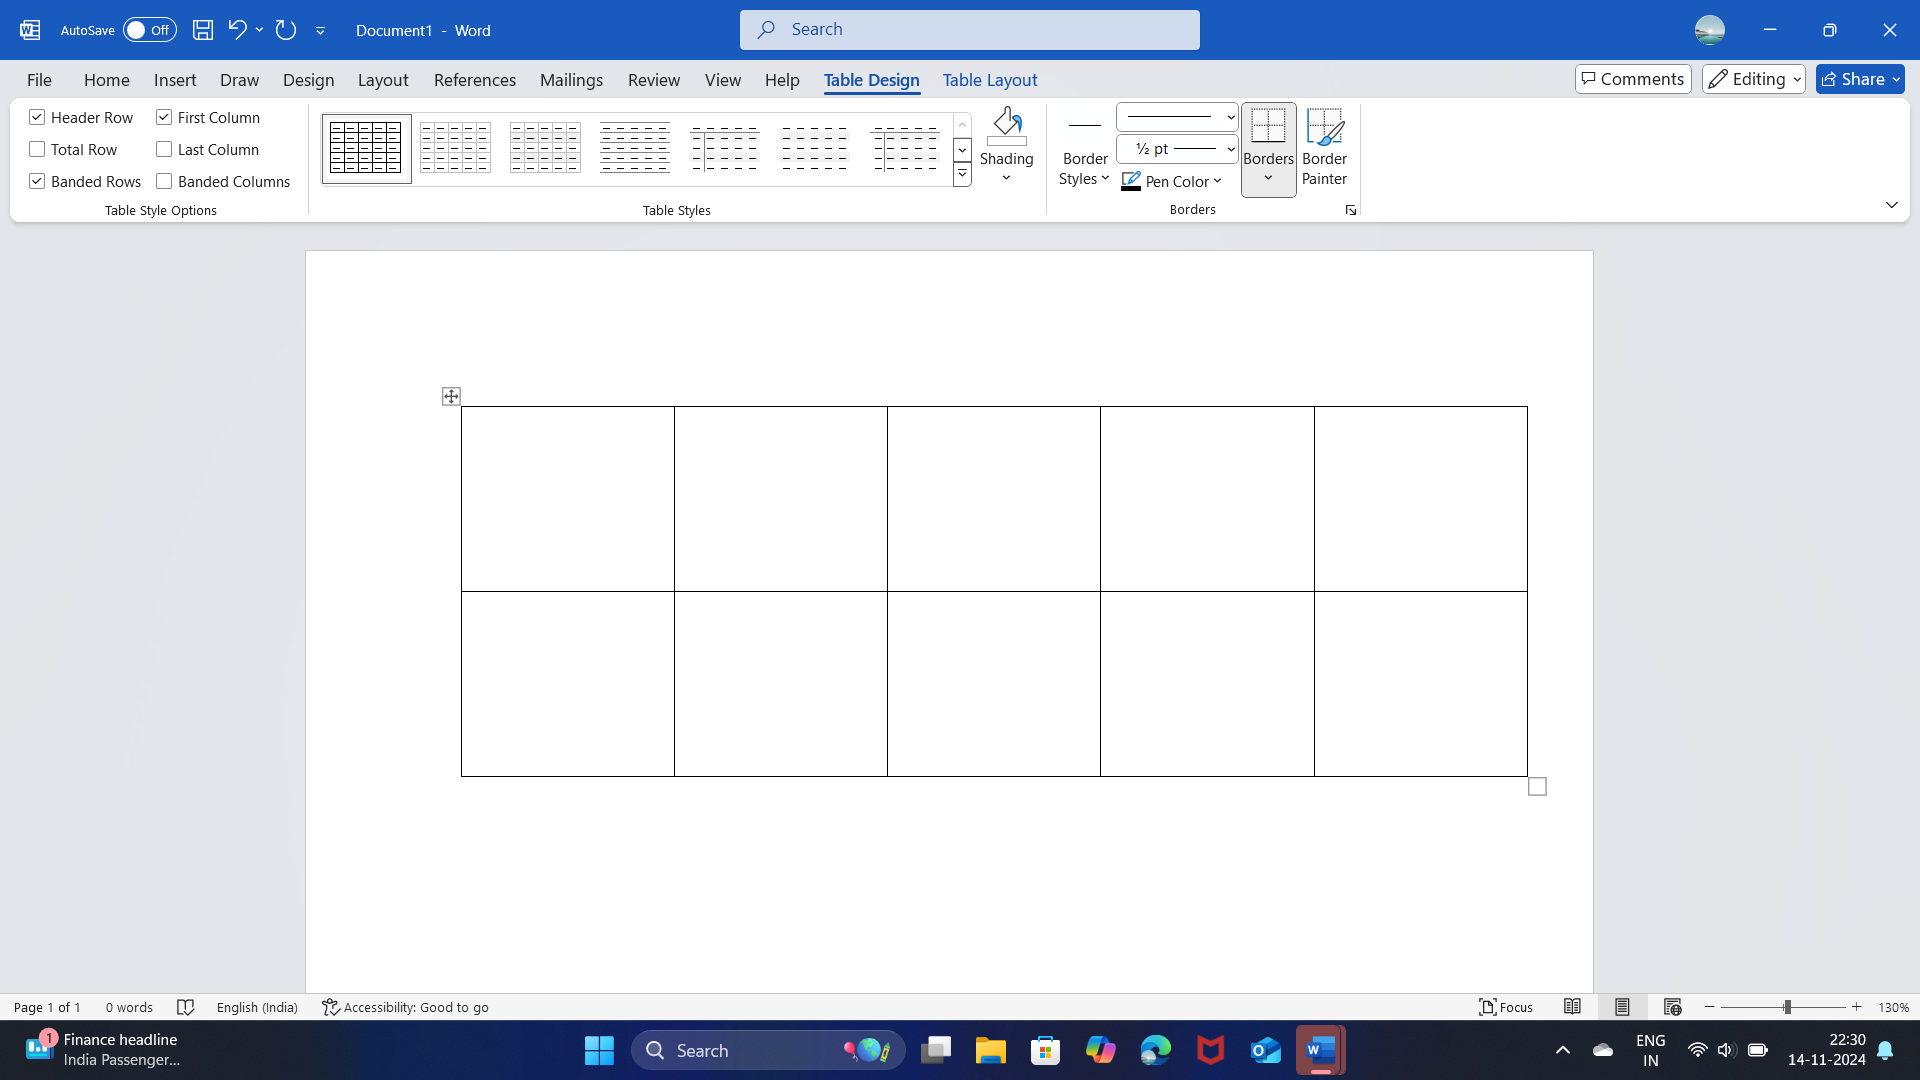 AutoSave Off Document1 - Word Search
File Home Insert Draw Design Layout References Mailings Review View Help Table Design Table Layout Comments Editing Share
Header Row First Column
Total Row Last Column
Banded Rows Banded Columns
Table Style Options
Table Styles
Shading
Border
Styles
½ pt
Pen Color
Borders
Border
Painter
Borders
Page 1 of 1 0 words English (India) Accessibility: Good to go Focus 130%
1
Finance headline
India Passenger...
Search
ENG
IN
22:30
14-11-2024